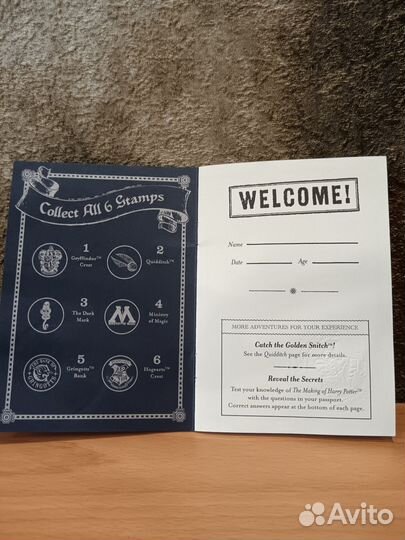 Collect All 6 Stamps
1
Gryffindor™
Crest
2
Quidditch™
3
The Dark
Mark
4
Ministry
of Magic
5
Gringotts™
Bank
6
Hogwarts™
Crest
WELCOME!
Name
Date Age
MORE ADVENTURES FOR YOUR EXPERIENCE
Catch the Golden Snitch™!
See the Quidditch page for more details.
Reveal the Secrets
Test your knowledge of The Making of Harry Potter™
with the questions in your passport.
Correct answers appear at the bottom of each page.
Avito